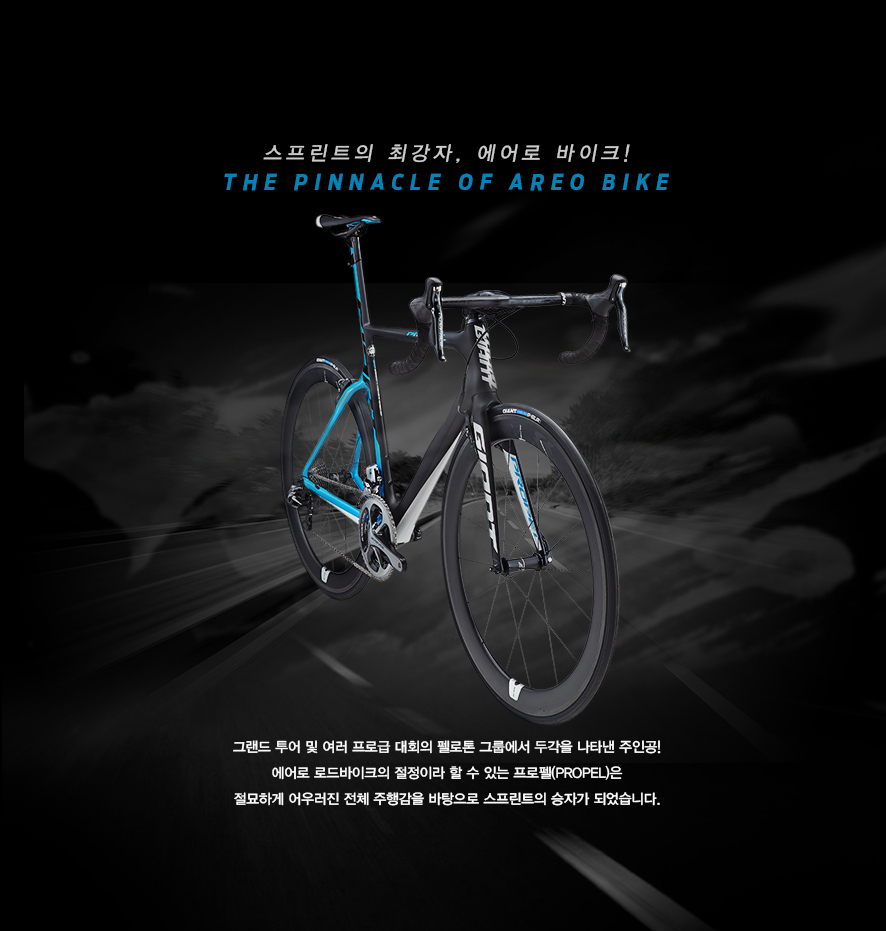 스프린트의 최강자, 에어로 바이크!
THE PINNACLE OF AREO BIKE
GIANT
GIANT
GIANT
PROPEL
그랜드 투어 및 여러 프로급 대회의 펠로톤 그룹에서 두각을 나타낸 주인공!
에어로 로드바이크의 절정이라 할 수 있는 프로펠(PROPEL)은
절묘하게 어우러진 전체 주행감을 바탕으로 스프린트의 승자가 되었습니다.